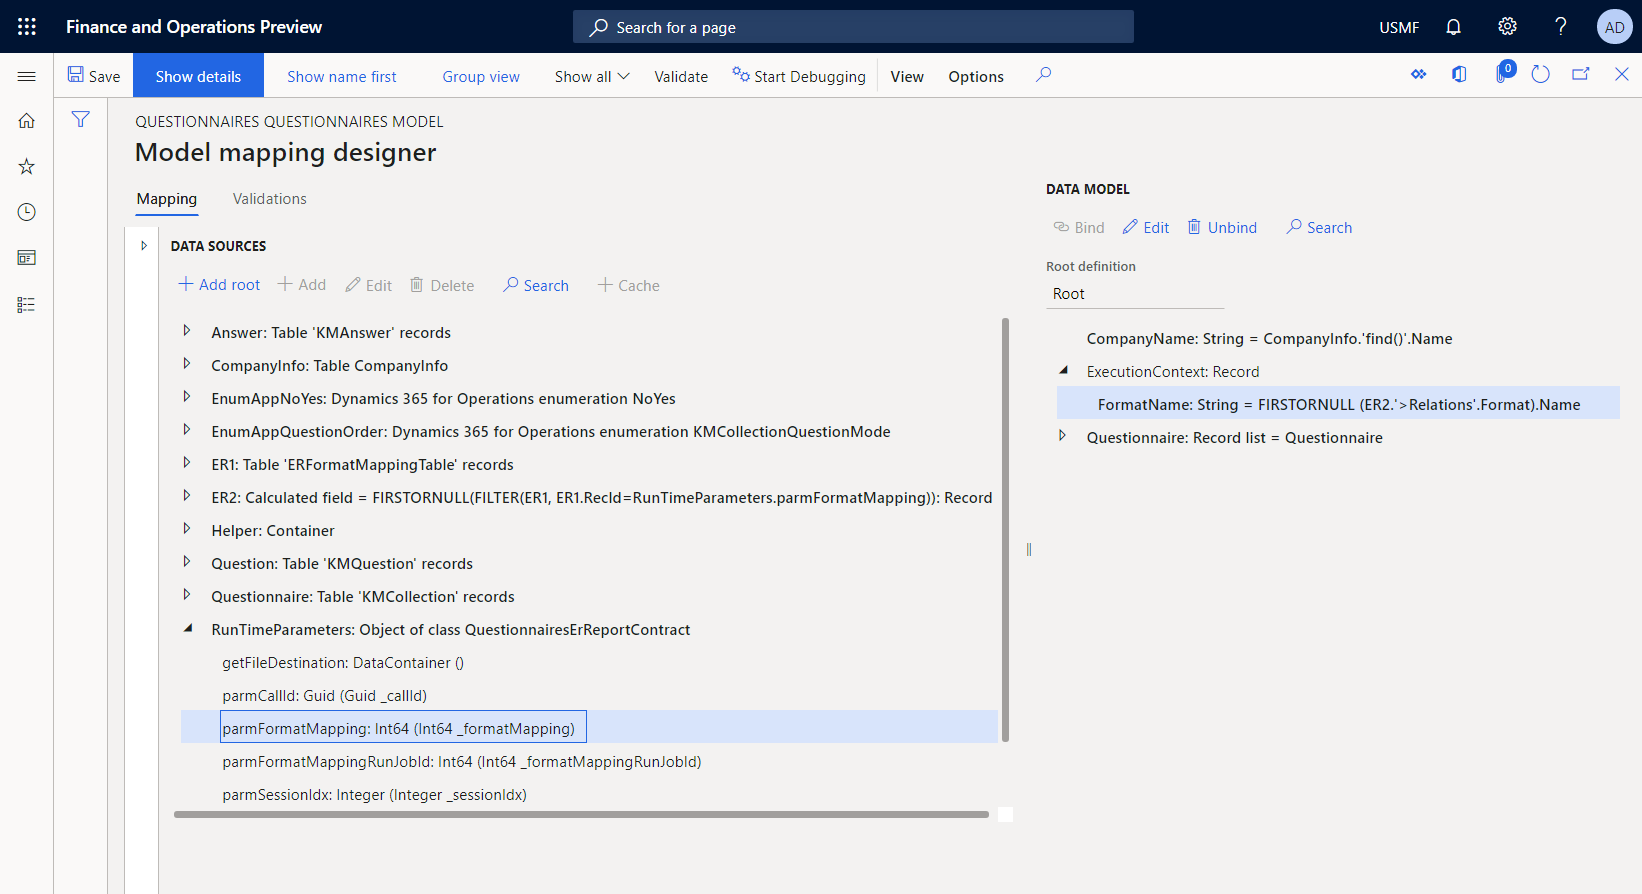 Finance and Operations Preview
Search for a page
USMF
?
AD
Save
Show details
Show name first
Group view
Show all
Validate
Start Debugging
View
Options
0
QUESTIONNAIRES QUESTIONNAIRES MODEL
Model mapping designer
Mapping
Validations
DATA SOURCES
Add root
Add
Edit
Delete
Search
Cache
Answer: Table 'KMAnswer' records
CompanyInfo: Table CompanyInfo
EnumAppNoYes: Dynamics 365 for Operations enumeration NoYes
EnumAppQuestionOrder: Dynamics 365 for Operations enumeration KMCollectionQuestionMode
ER1: Table 'ERFormatMappingTable' records
ER2: Calculated field = FIRSTORNULL(FILTER(ER1, ER1.RecId=RunTimeParameters.parmFormatMapping)): Record
Helper: Container
Question: Table 'KMQuestion' records
Questionnaire: Table 'KMCollection' records
RunTimeParameters: Object of class QuestionnairesErReportContract
getFileDestination: DataContainer ()
parmCallId: Guid (Guid _callId)
parmFormatMapping: Int64 (Int64 _formatMapping)
parmFormatMappingRunJobId: Int64 (Int64 _formatMappingRunJobId)
parmSessionIdx: Integer (Integer _sessionIdx)
DATA MODEL
Bind
Edit
Unbind
Search
Root definition
Root
CompanyName: String = CompanyInfo.'find()'.Name
ExecutionContext: Record
FormatName: String = FIRSTORNULL (ER2.'>Relations'.Format).Name
Questionnaire: Record list = Questionnaire